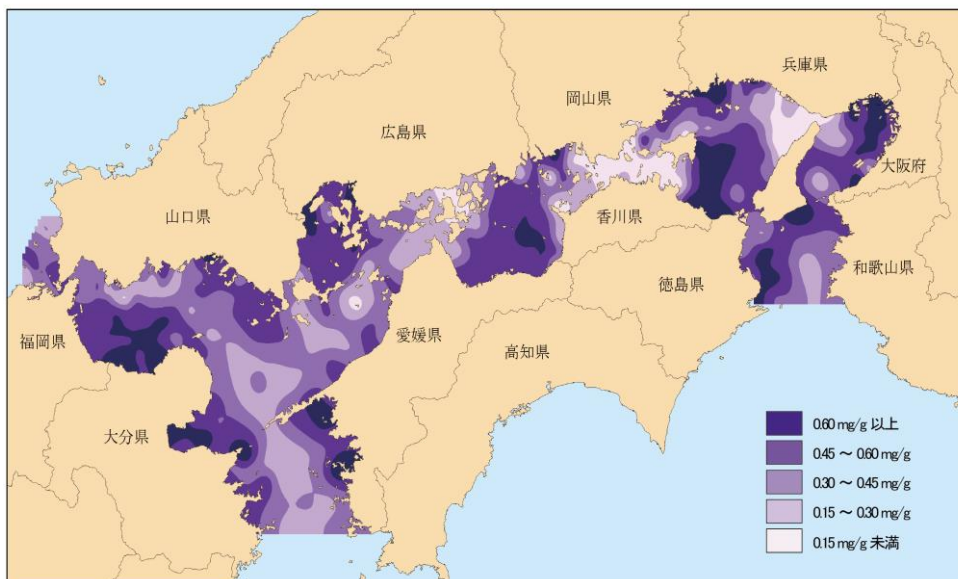 兵庫県
岡山県
広島県
大阪府
山口県
香川県
和歌山県
徳島県
福岡県
愛媛県
高知県
大分県
0.60 mg/g 以上
0.45 ～ 0.60 mg/g
0.30 ～ 0.45 mg/g
0.15 ～ 0.30 mg/g
0.15 mg/g 未満